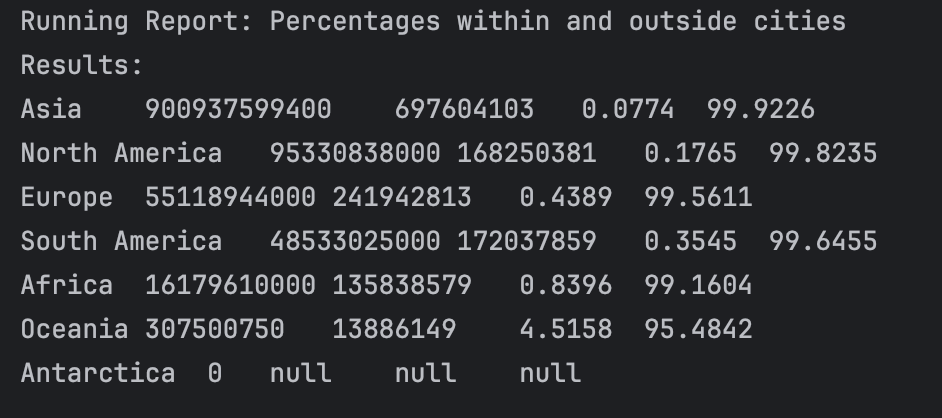 Running Report: Percentages within and outside cities
Results:
Asia 900937599400 697604103 0.0774 99.9226
North America 95330838000 168250381 0.1765 99.8235
Europe 55118944000 241942813 0.4389 99.5611
South America 48533025000 172037859 0.3545 99.6455
Africa 16179610000 135838579 0.8396 99.1604
Oceania 307500750 13886149 4.5158 95.4842
Antarctica 0 null null null